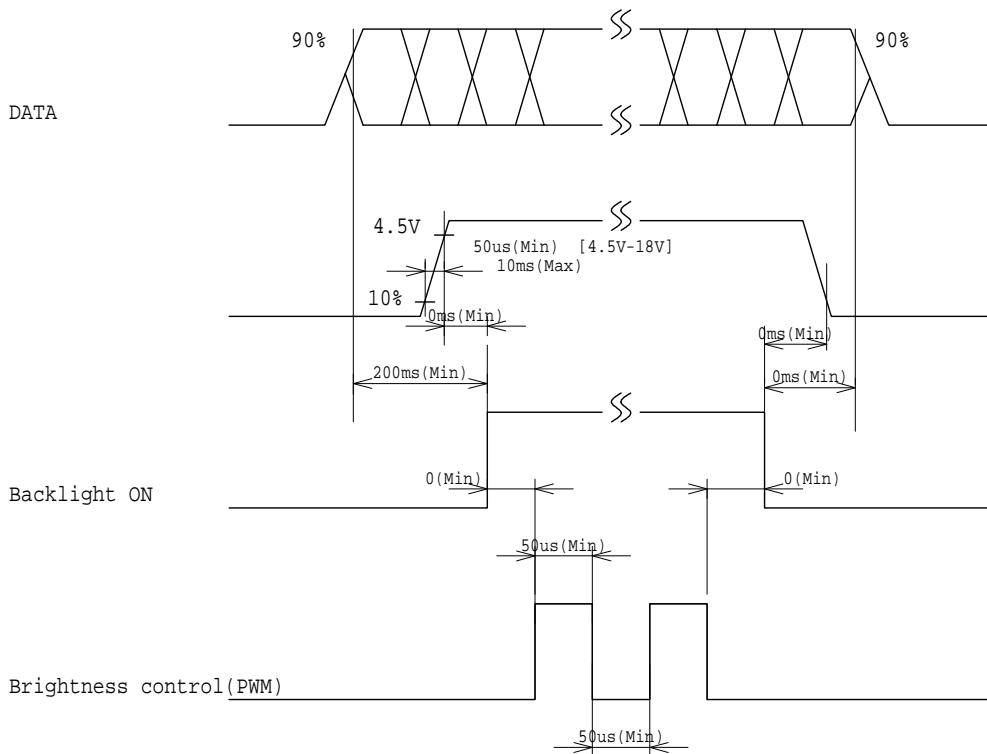 90%
90%
DATA
4.5V
50us(Min) [4.5V-18V]
10ms(Max)
10%
0ms(Min)
0ms(Min)
200ms(Min)
0ms(Min)
Backlight ON
0(Min)
0(Min)
50us(Min)
Brightness control(PWM)
50us(Min)